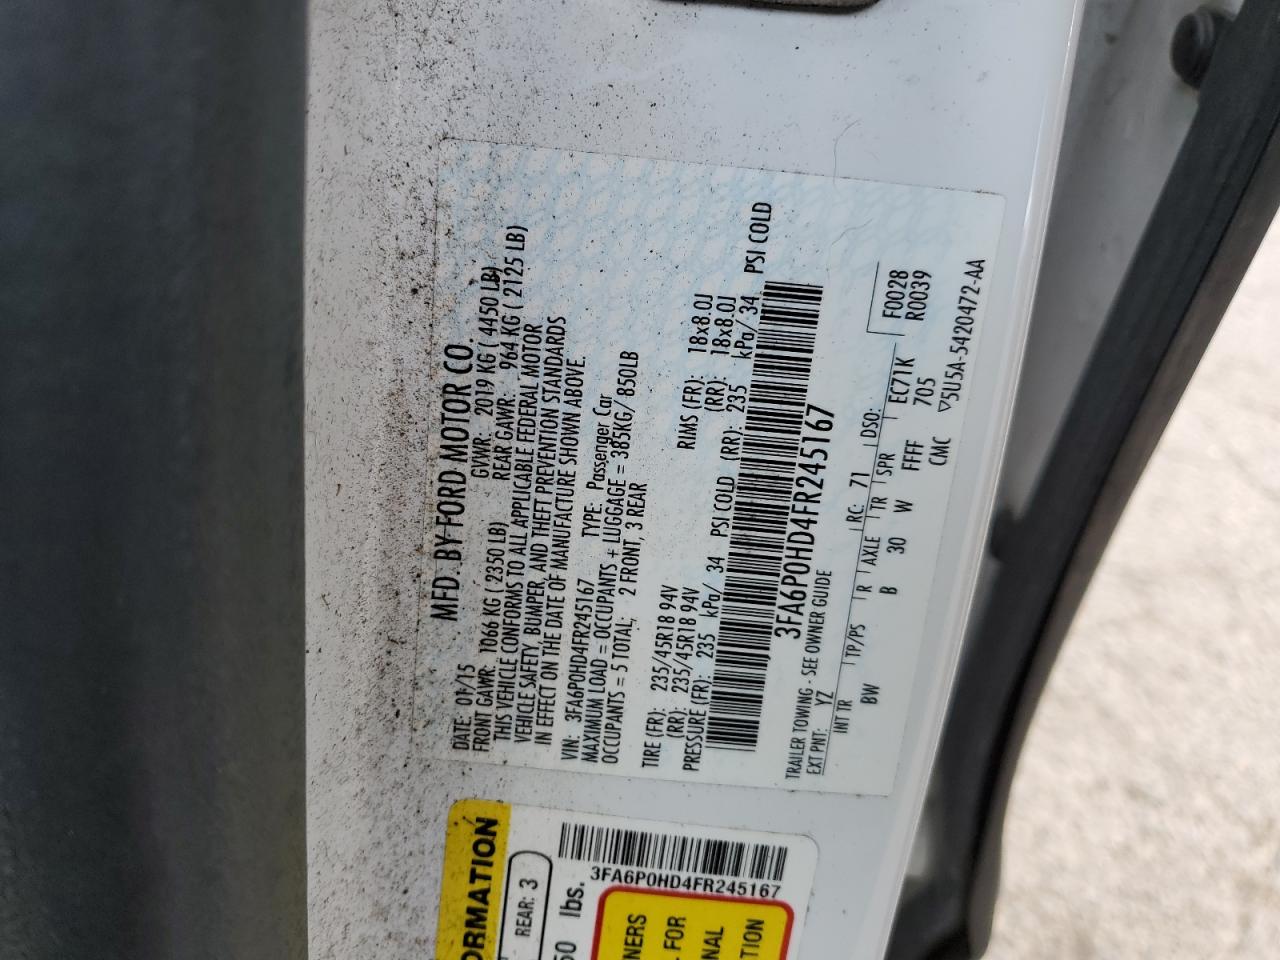 MFD. BY FORD MOTOR CO.
DATE: 01/15 GVWR: 2019 KG ( 4450 LB)
FRONT GAWR: 1066 KG ( 2350 LB) REAR GAWR: 964 KG ( 2125 LB)
THIS VEHICLE CONFORMS TO ALL APPLICABLE FEDERAL MOTOR
VEHICLE SAFETY, BUMPER, AND THEFT PREVENTION STANDARDS
IN EFFECT ON THE DATE OF MANUFACTURE SHOWN ABOVE.
VIN: 3FA6P0HD4FR245167 TYPE: Passenger Car
MAXIMUM LOAD = OCCUPANTS + LUGGAGE = 385KG/ 850LB
OCCUPANTS = 5 TOTAL, 2 FRONT, 3 REAR
TIRE (FR): 235/45R18 94V RIMS (FR): 18x8.0J
(RR): 235/45R18 94V (RR): 18x8.0J
PRESSURE (FR): 235 kPa/ 34 PSI COLD (RR): 235 kPa/ 34 PSI COLD
3FA6P0HD4FR245167
TRAILER TOWING - SEE OWNER GUIDE
EXT PNT: YZ RC: 71 DSO:
INT TR TP/PS R AXLE TR SPR F0028
BW B 30 W FFFF EC71K R0039
CMC 705
▽5U5A-5420472-AA
ORMATION
REAR: 3
50 lbs.
3FA6P0HD4FR245167
NERS
FOR
NAL
TION